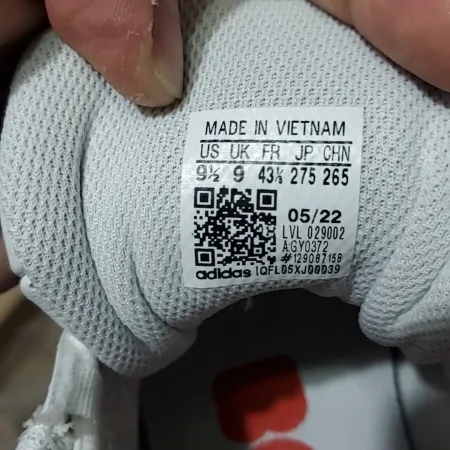 MADE IN VIETNAM
US UK FR JP CHN
9½ 9 43⅓ 275 265
05/22
LVL 029002
A:GY0372
#129087158
adidas 1QFL05XJ00039